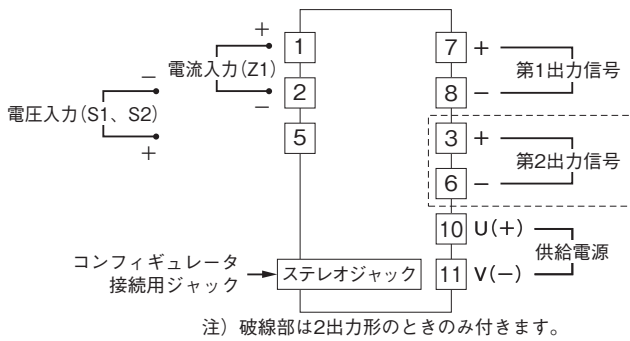 +
電流入力(Z1)
−
−
電圧入力(S1、S2)
+
1
2
5
7 +
8 −
第1出力信号
3 +
6 −
第2出力信号
10 U(+)
11 V(−)
供給電源
コンフィギュレータ
接続用ジャック
ステレオジャック
注）破線部は2出力形のときのみ付きます。